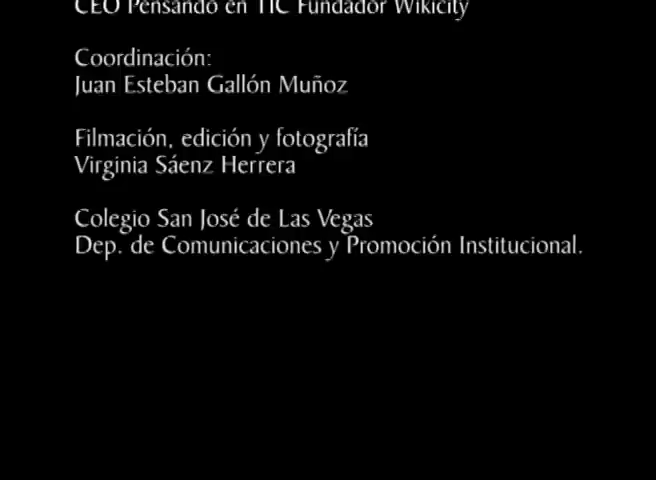 CEO Pensando en TIC Fundador Wikicity
Coordinación:
Juan Esteban Gallón Muñoz
Filmación, edición y fotografía
Virginia Sáenz Herrera
Colegio San José de Las Vegas
Dep. de Comunicaciones y Promoción Institucional.